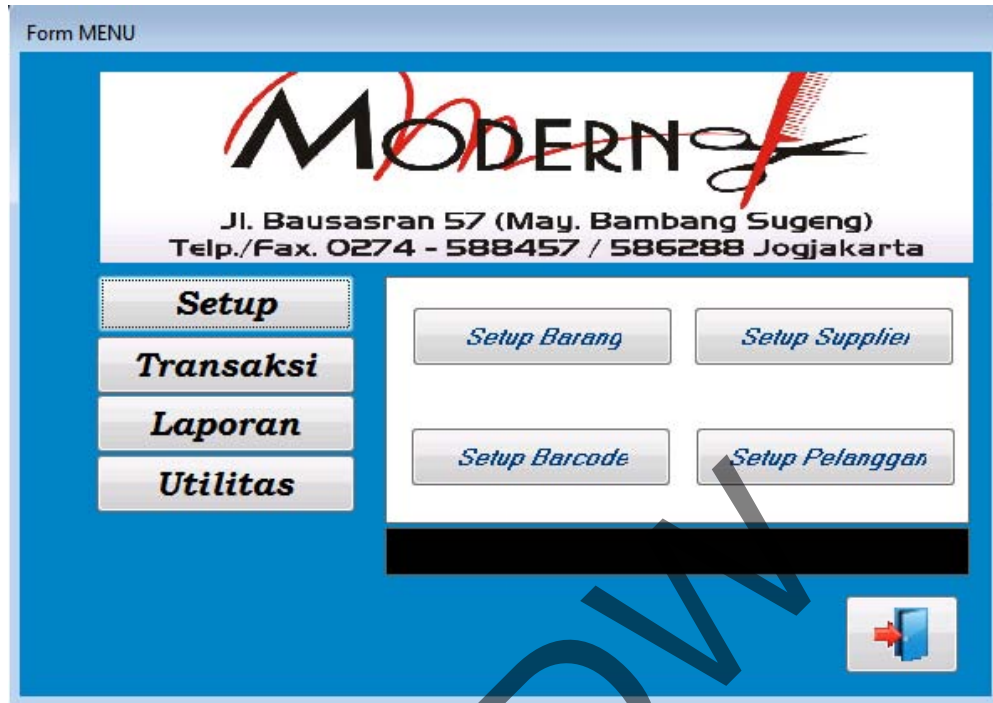 Form MENU
MODERN
Jl. Bausasran 57 (May. Bambang Sugeng)
Telp./Fax. 0274 - 588457 / 586288 Jogjakarta
Setup
Setup Barang
Setup Supplier
Transaksi
Laporan
Setup Barcode
Setup Pelanggan
Utilitas